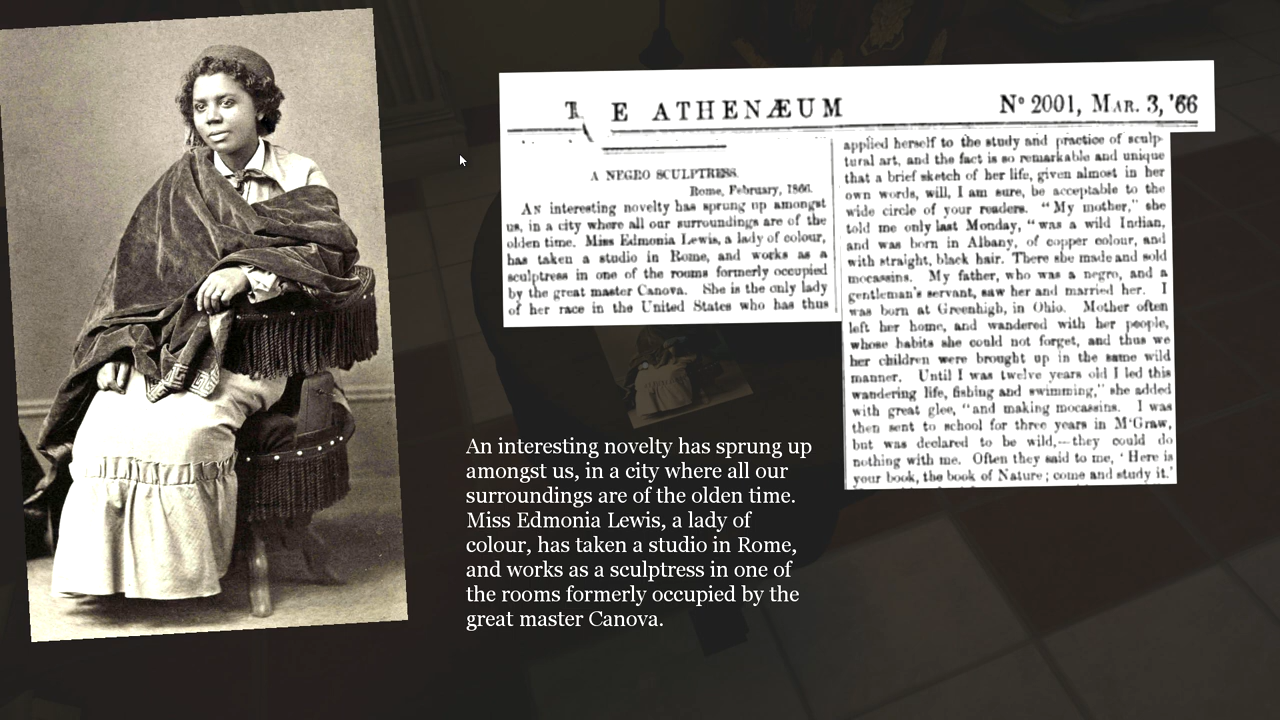 T E ATHENÆUM
Nº 2001, MAR. 3, '66
A NEGRO SCULPTRESS.
Rome, February, 1866.
AN interesting novelty has sprung up amongst
us, in a city where all our surroundings are of the
olden time. Miss Edmonia Lewis, a lady of colour,
has taken a studio in Rome, and works as a
sculptress in one of the rooms formerly occupied
by the great master Canova. She is the only lady
of her race in the United States who has thus
applied herself to the study and practice of sculp-
tural art, and the fact is so remarkable and unique
that a brief sketch of her life, given almost in her
own words, will, I am sure, be acceptable to the
wide circle of your readers. "My mother," she
told me only last Monday, "was a wild Indian,
and was born in Albany, of copper colour, and
with straight, black hair. There she made and sold
mocassins. My father, who was a negro, and a
gentleman's servant, saw her and married her. I
was born at Greenhigh, in Ohio. Mother often
left her home, and wandered with her people,
whose habits she could not forget, and thus we
her children were brought up in the same wild
manner. Until I was twelve years old I led this
wandering life, fishing and swimming," she added
with great glee, "and making mocassins. I was
then sent to school for three years in M'Graw,
but was declared to be wild,—they could do
nothing with me. Often they said to me, 'Here is
your book, the book of Nature; come and study it.'
An interesting novelty has sprung up
amongst us, in a city where all our
surroundings are of the olden time.
Miss Edmonia Lewis, a lady of
colour, has taken a studio in Rome,
and works as a sculptress in one of
the rooms formerly occupied by the
great master Canova.